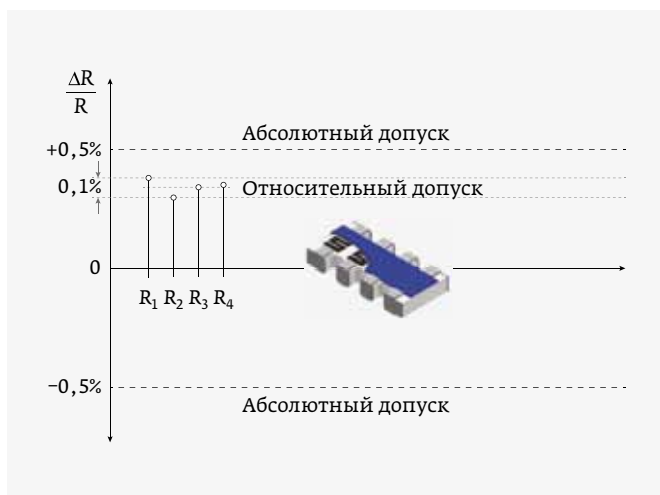 ΔR
R
Абсолютный допуск
+0,5%
0,1%
Относительный допуск
0
R1 R2 R3 R4
−0,5%
Абсолютный допуск